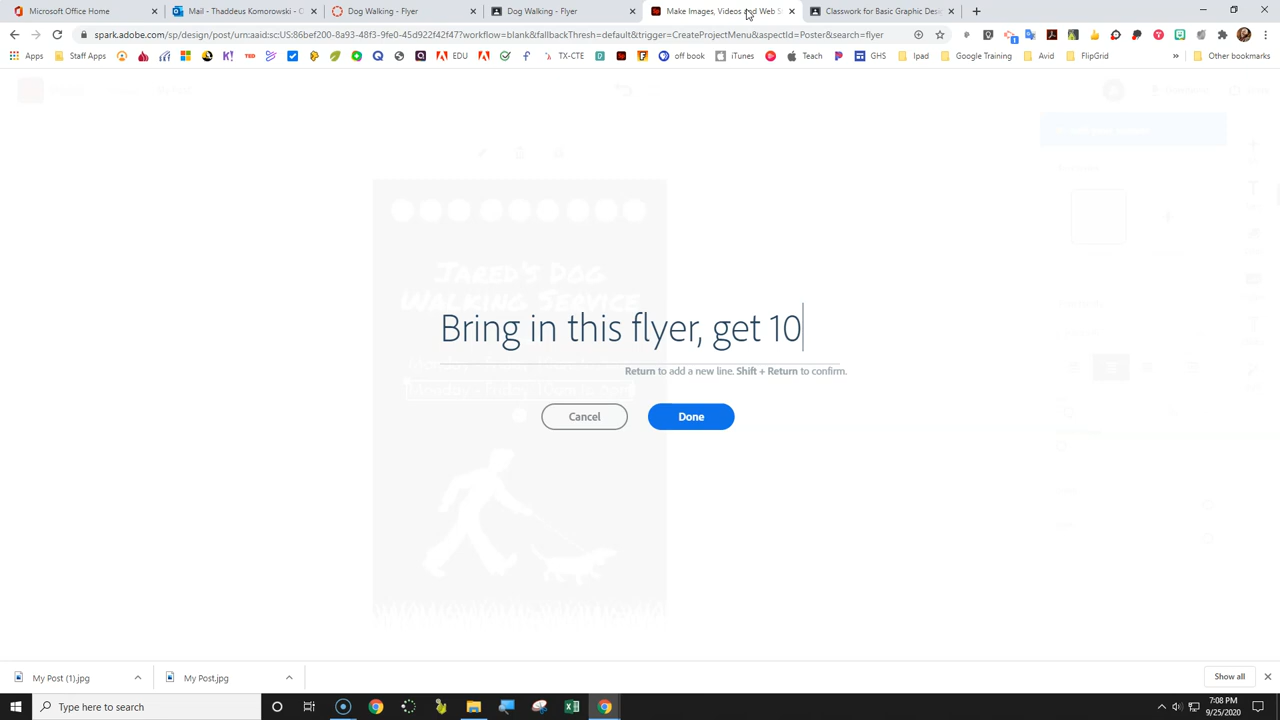 Microsoft Office Home
Mail - Thaddeus Komorowski - O
Dog Walking - Flyer
Dog Walking - Flyer
Make Images, Videos and Web S
Classwork for Basic Graphic Desi
spark.adobe.com/sp/design/post/urn:aaid:sc:US:86bef200-8a93-48f3-9fe0-45d922f42f47?workflow=blank&fallbackThresh=default&trigger=CreateProjectMenu&aspectId=Poster&search=flyer
Apps
Staff Apps
EDU
TX-CTE
off book
iTunes
Teach
GHS
Ipad
Google Training
Avid
FlipGrid
»
Other bookmarks
Jared's Dog
Walking Service
Bring in this flyer, get 10
Return to add a new line. Shift + Return to confirm.
Cancel
Done
My Post (1).jpg
My Post.jpg
Show all
Type here to search
7:08 PM
9/25/2020